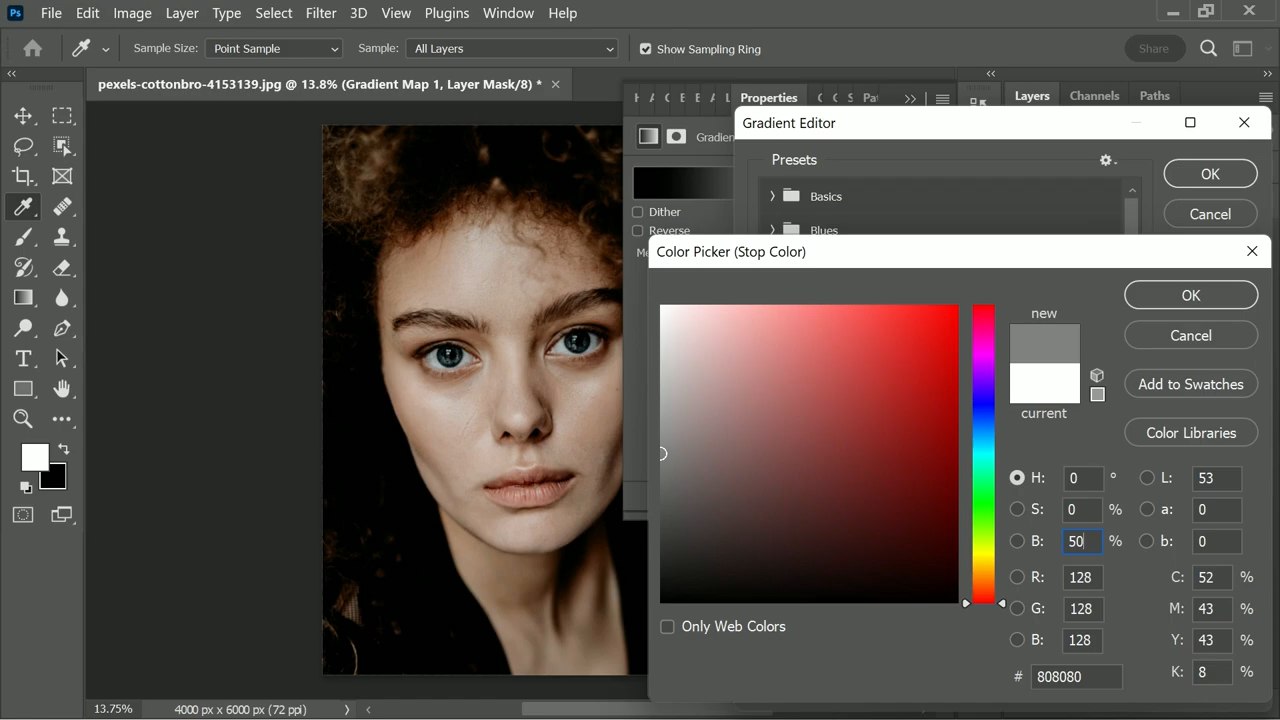 Ps File Edit Image Layer Type Select Filter 3D View Plugins Window Help
Sample Size: Point Sample Sample: All Layers Show Sampling Ring Share
pexels-cottonbro-4153139.jpg @ 13.8% (Gradient Map 1, Layer Mask/8) *
Properties
Layers Channels Paths
Gradient Editor
Presets
OK
Basics
Cancel
Dither
Blues
Reverse
Color Picker (Stop Color)
OK
new
Cancel
Add to Swatches
current
Color Libraries
H: 0 ° L: 53
S: 0 % a: 0
B: 50 % b: 0
R: 128 C: 52 %
G: 128 M: 43 %
Only Web Colors
B: 128 Y: 43 %
# 808080 K: 8 %
13.75% 4000 px x 6000 px (72 ppi)